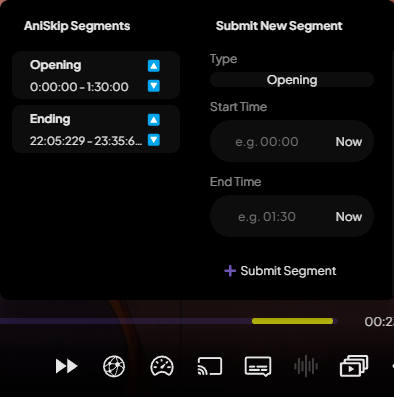 AniSkip Segments
Opening
0:00:00 - 1:30:00
Ending
22:05:229 - 23:35:6...
Submit New Segment
Type
Opening
Start Time
e.g. 00:00 Now
End Time
e.g. 01:30 Now
+ Submit Segment
00:2